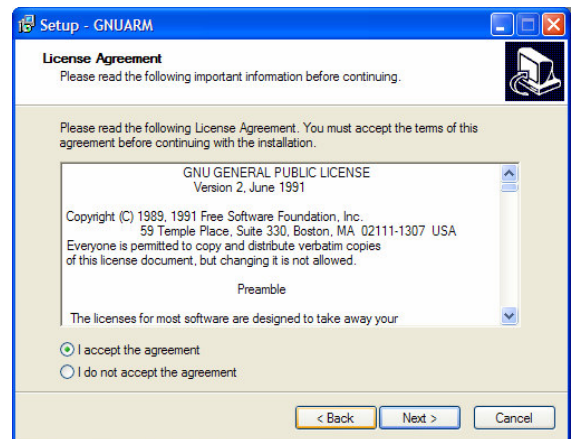 Setup - GNUARM
License Agreement
Please read the following important information before continuing.
Please read the following License Agreement. You must accept the terms of this
agreement before continuing with the installation.
GNU GENERAL PUBLIC LICENSE
Version 2, June 1991
Copyright (C) 1989, 1991 Free Software Foundation, Inc.
59 Temple Place, Suite 330, Boston, MA 02111-1307 USA
Everyone is permitted to copy and distribute verbatim copies
of this license document, but changing it is not allowed.
Preamble
The licenses for most software are designed to take away your
I accept the agreement
I do not accept the agreement
< Back Next > Cancel